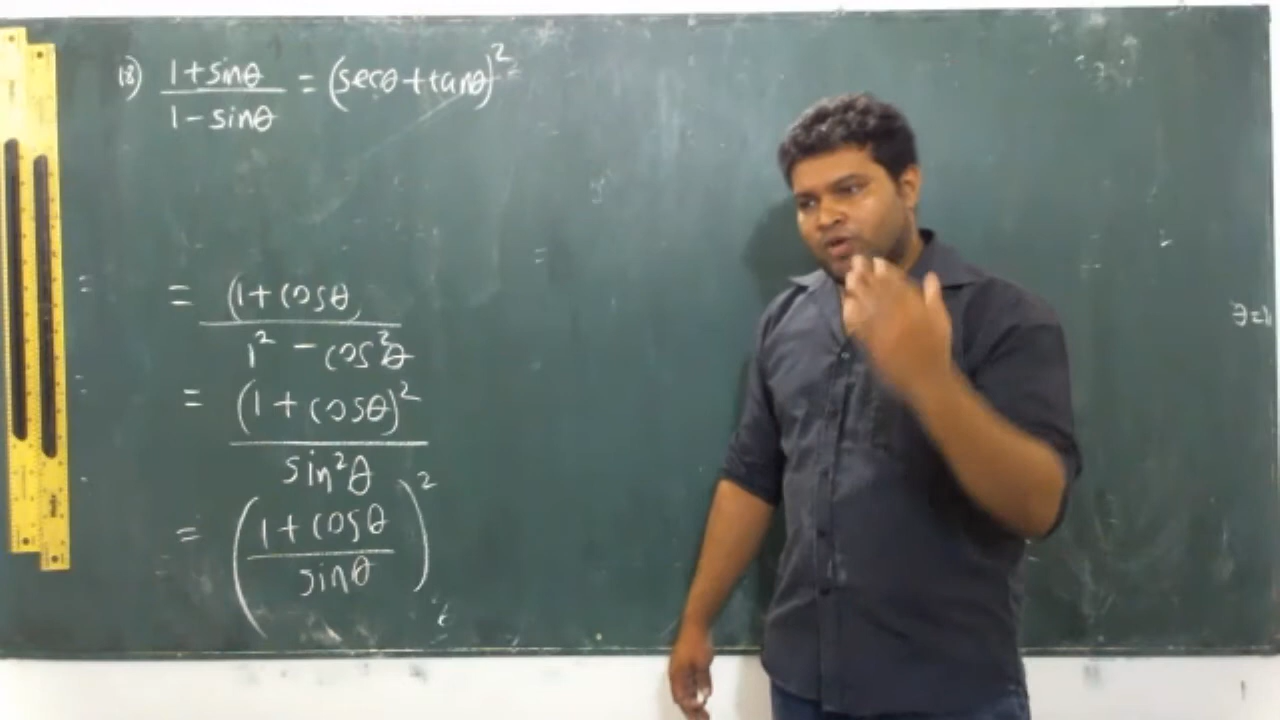 18) 1+sinθ / 1-sinθ = (secθ+tanθ)²
= (1+cosθ / 1² - cos²θ
= (1+cosθ)² / sin²θ
= (1+cosθ / sinθ)²